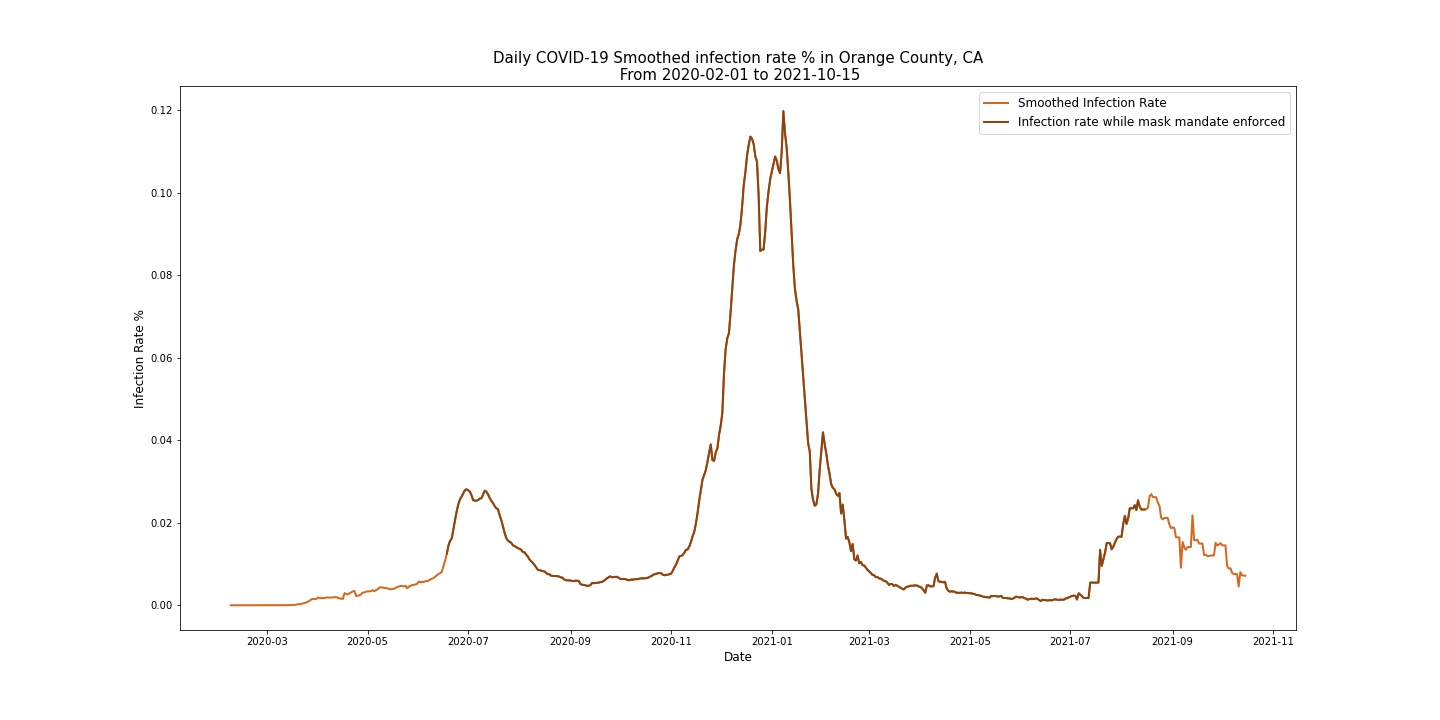 Daily COVID-19 Smoothed infection rate % in Orange County, CA
From 2020-02-01 to 2021-10-15
Smoothed Infection Rate
Infection rate while mask mandate enforced
Infection Rate %
0.12
0.10
0.08
0.06
0.04
0.02
0.00
2020-03 2020-05 2020-07 2020-09 2020-11 2021-01 2021-03 2021-05 2021-07 2021-09 2021-11
Date